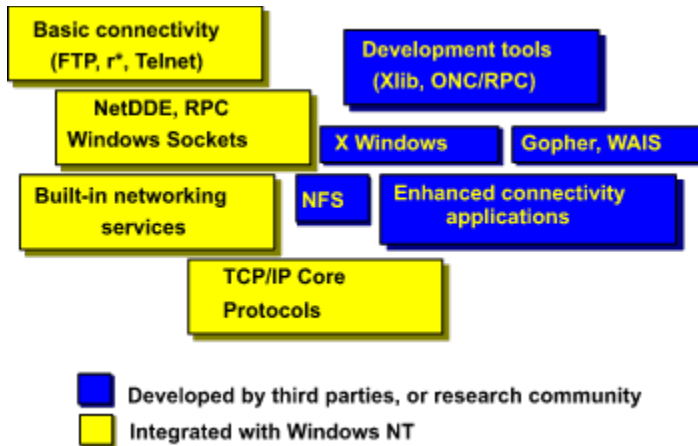 Basic connectivity
(FTP, r*, Telnet)
Development tools
(Xlib, ONC/RPC)
NetDDE, RPC
Windows Sockets
X Windows
Gopher, WAIS
Built-in networking
services
NFS
Enhanced connectivity
applications
TCP/IP Core
Protocols
Developed by third parties, or research community
Integrated with Windows NT